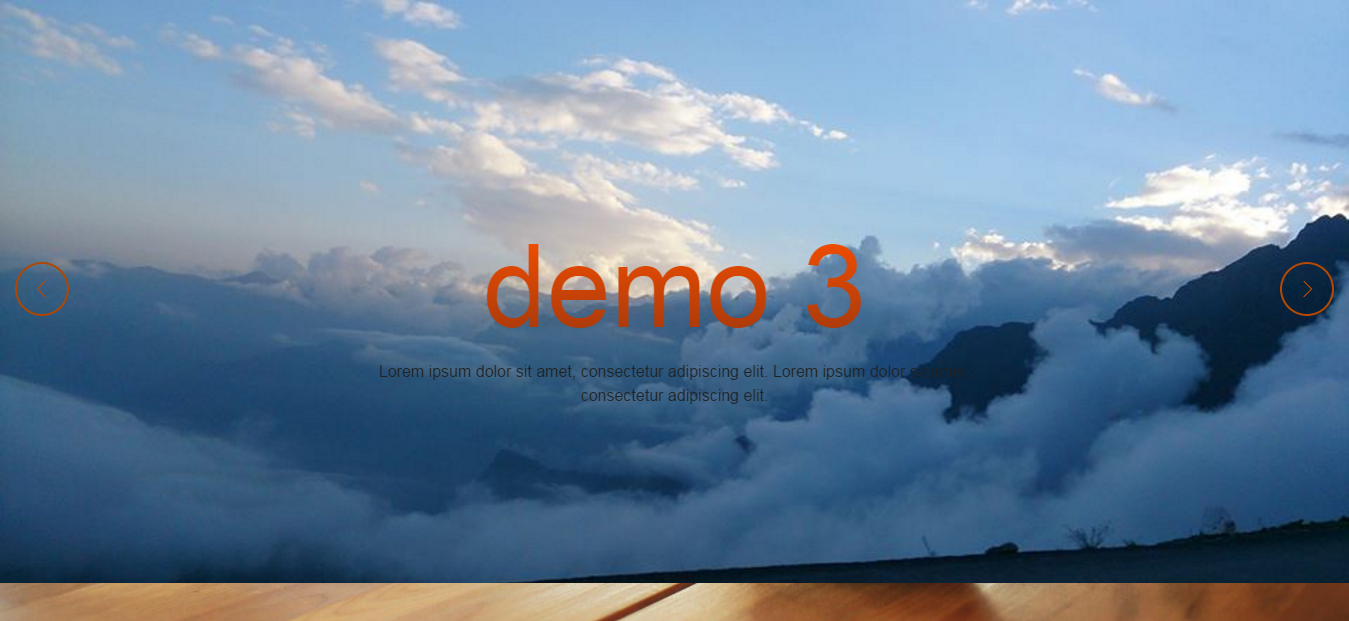 demo 3
Lorem ipsum dolor sit amet, consectetur adipiscing elit. Lorem ipsum dolor sit amet,
consectetur adipiscing elit.